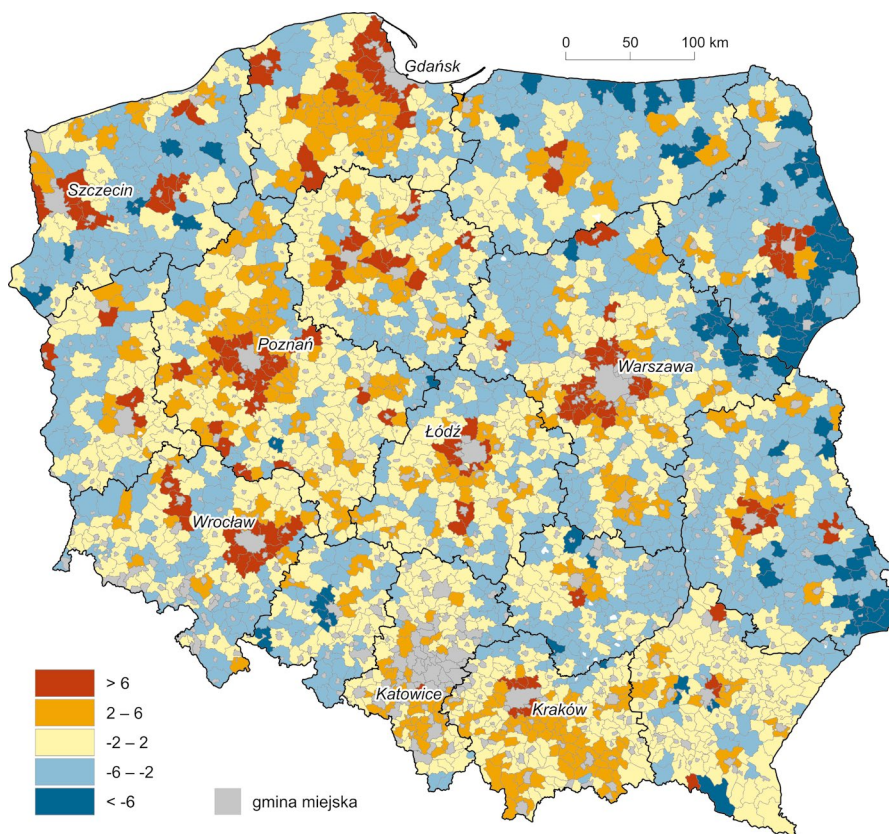 0 50 100 km
Gdańsk
Szczecin
Poznań
Warszawa
Łódź
Wrocław
Katowice
Kraków
> 6
2 – 6
-2 – 2
-6 – -2
< -6
gmina miejska